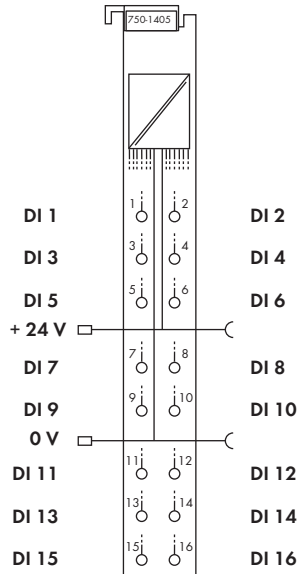 750-1405
DI 1 1 2 DI 2
DI 3 3 4 DI 4
DI 5 5 6 DI 6
+ 24 V
DI 7 7 8 DI 8
DI 9 9 10 DI 10
0 V
DI 11 11 12 DI 12
DI 13 13 14 DI 14
DI 15 15 16 DI 16